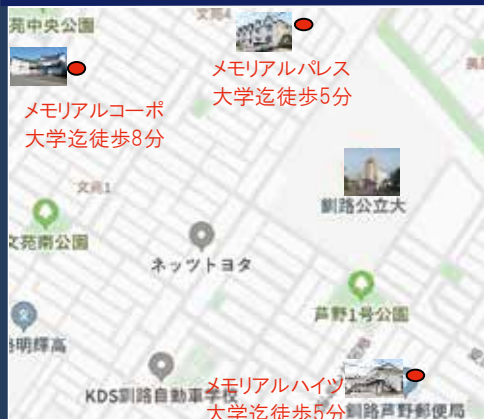 苑中央公園
文苑4
メモリアルパレス
大学迄徒歩5分
メモリアルコーポ
大学迄徒歩8分
文苑1
釧路公立大
文苑南公園
ネッツトヨタ
芦野1号公園
明輝高
KDS釧路自動車学校
メモリアルハイツ
大学迄徒歩5分
釧路芦野郵便局